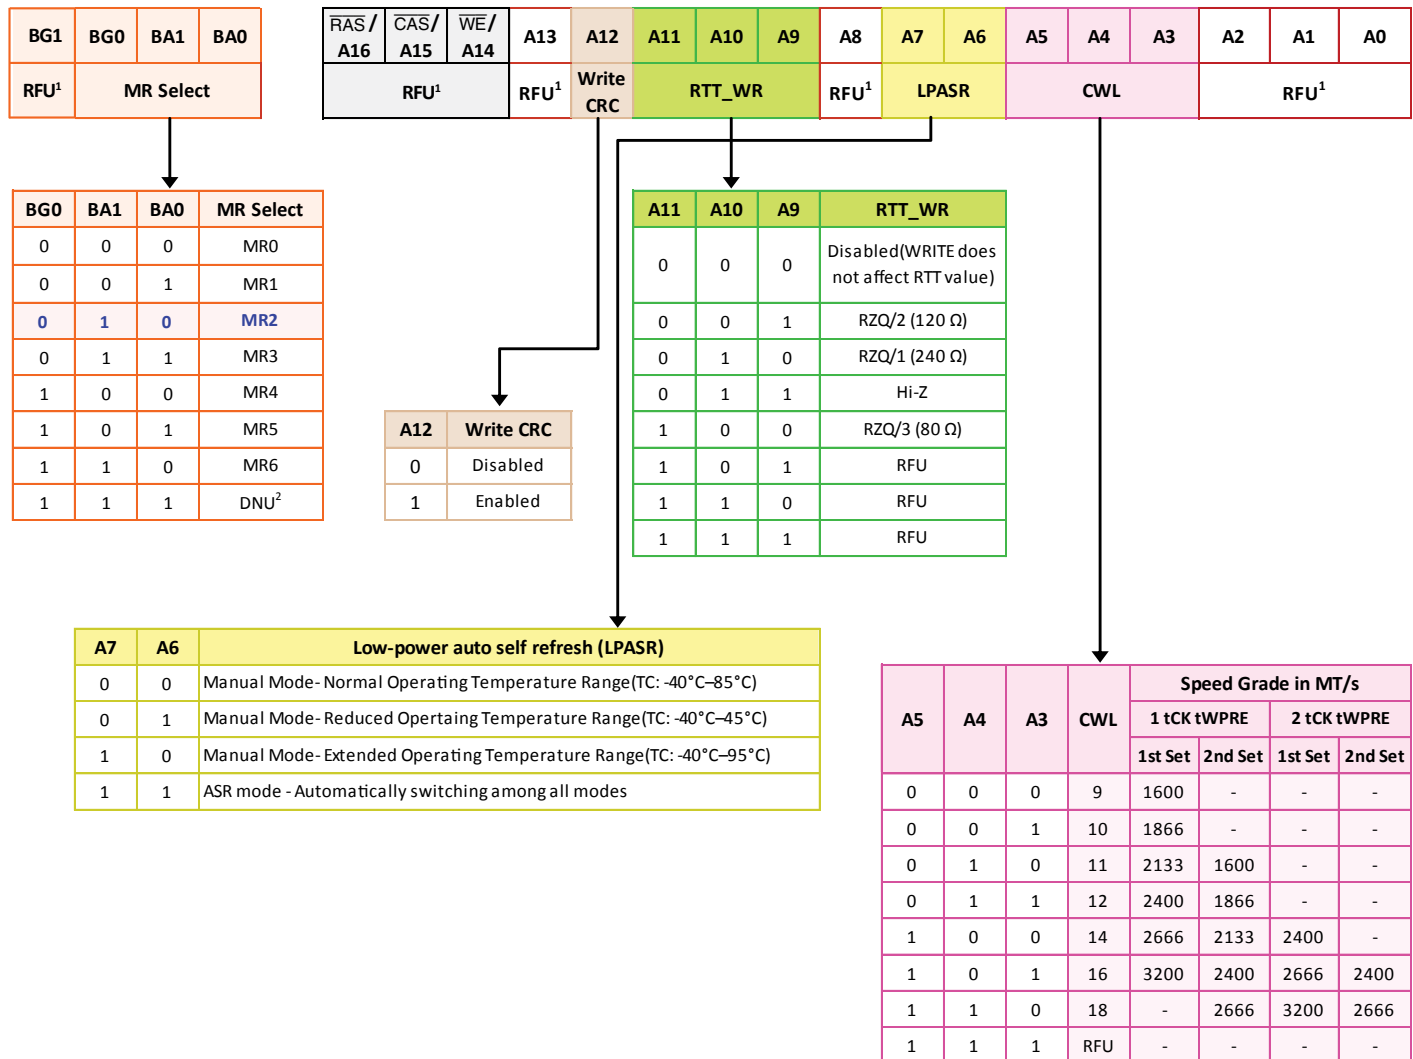 BG1 BG0 BA1 BA0 RAS/ A16 CAS/ A15 WE/ A14 A13 A12 A11 A10 A9 A8 A7 A6 A5 A4 A3 A2 A1 A0
RFU¹ MR Select RFU¹ RFU¹ Write CRC RTT_WR RFU¹ LPASR CWL RFU¹
BG0 BA1 BA0 MR Select
0 0 0 MR0
0 0 1 MR1
0 1 0 MR2
0 1 1 MR3
1 0 0 MR4
1 0 1 MR5
1 1 0 MR6
1 1 1 DNU²
A12 Write CRC
0 Disabled
1 Enabled
A11 A10 A9 RTT_WR
0 0 0 Disabled(WRITE does
not affect RTT value)
0 0 1 RZQ/2 (120 Ω)
0 1 0 RZQ/1 (240 Ω)
0 1 1 Hi-Z
1 0 0 RZQ/3 (80 Ω)
1 0 1 RFU
1 1 0 RFU
1 1 1 RFU
A7 A6 Low-power auto self refresh (LPASR)
0 0 Manual Mode- Normal Operating Temperature Range(TC: -40°C–85°C)
0 1 Manual Mode- Reduced Opertaing Temperature Range(TC: -40°C–45°C)
1 0 Manual Mode- Extended Operating Temperature Range(TC: -40°C–95°C)
1 1 ASR mode - Automatically switching among all modes
A5 A4 A3 CWL Speed Grade in MT/s
1 tCK tWPRE 2 tCK tWPRE
1st Set 2nd Set 1st Set 2nd Set
0 0 0 9 1600 - - -
0 0 1 10 1866 - - -
0 1 0 11 2133 1600 - -
0 1 1 12 2400 1866 - -
1 0 0 14 2666 2133 2400 -
1 0 1 16 3200 2400 2666 2400
1 1 0 18 - 2666 3200 2666
1 1 1 RFU - - - -